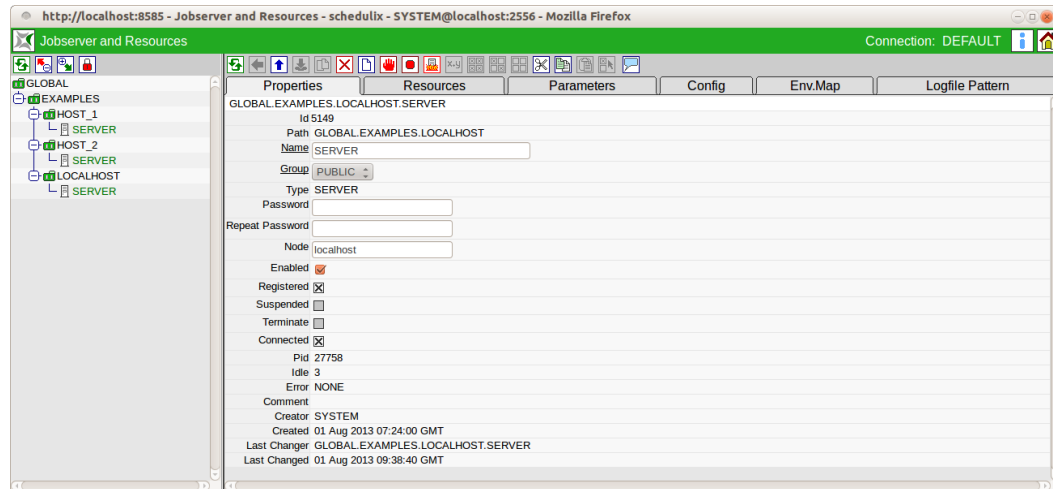 http://localhost:8585 - Jobserver and Resources - schedulix - SYSTEM@localhost:2556 - Mozilla Firefox
Jobserver and Resources
Connection: DEFAULT
GLOBAL
EXAMPLES
HOST_1
SERVER
HOST_2
SERVER
LOCALHOST
SERVER
x.y
Properties Resources Parameters Config Env.Map Logfile Pattern
GLOBAL.EXAMPLES.LOCALHOST.SERVER
Id 5149
Path GLOBAL.EXAMPLES.LOCALHOST
Name SERVER
Group PUBLIC
Type SERVER
Password
Repeat Password
Node localhost
Enabled
Registered
Suspended
Terminate
Connected
Pid 27758
Idle 3
Error NONE
Comment
Creator SYSTEM
Created 01 Aug 2013 07:24:00 GMT
Last Changer GLOBAL.EXAMPLES.LOCALHOST.SERVER
Last Changed 01 Aug 2013 09:38:40 GMT